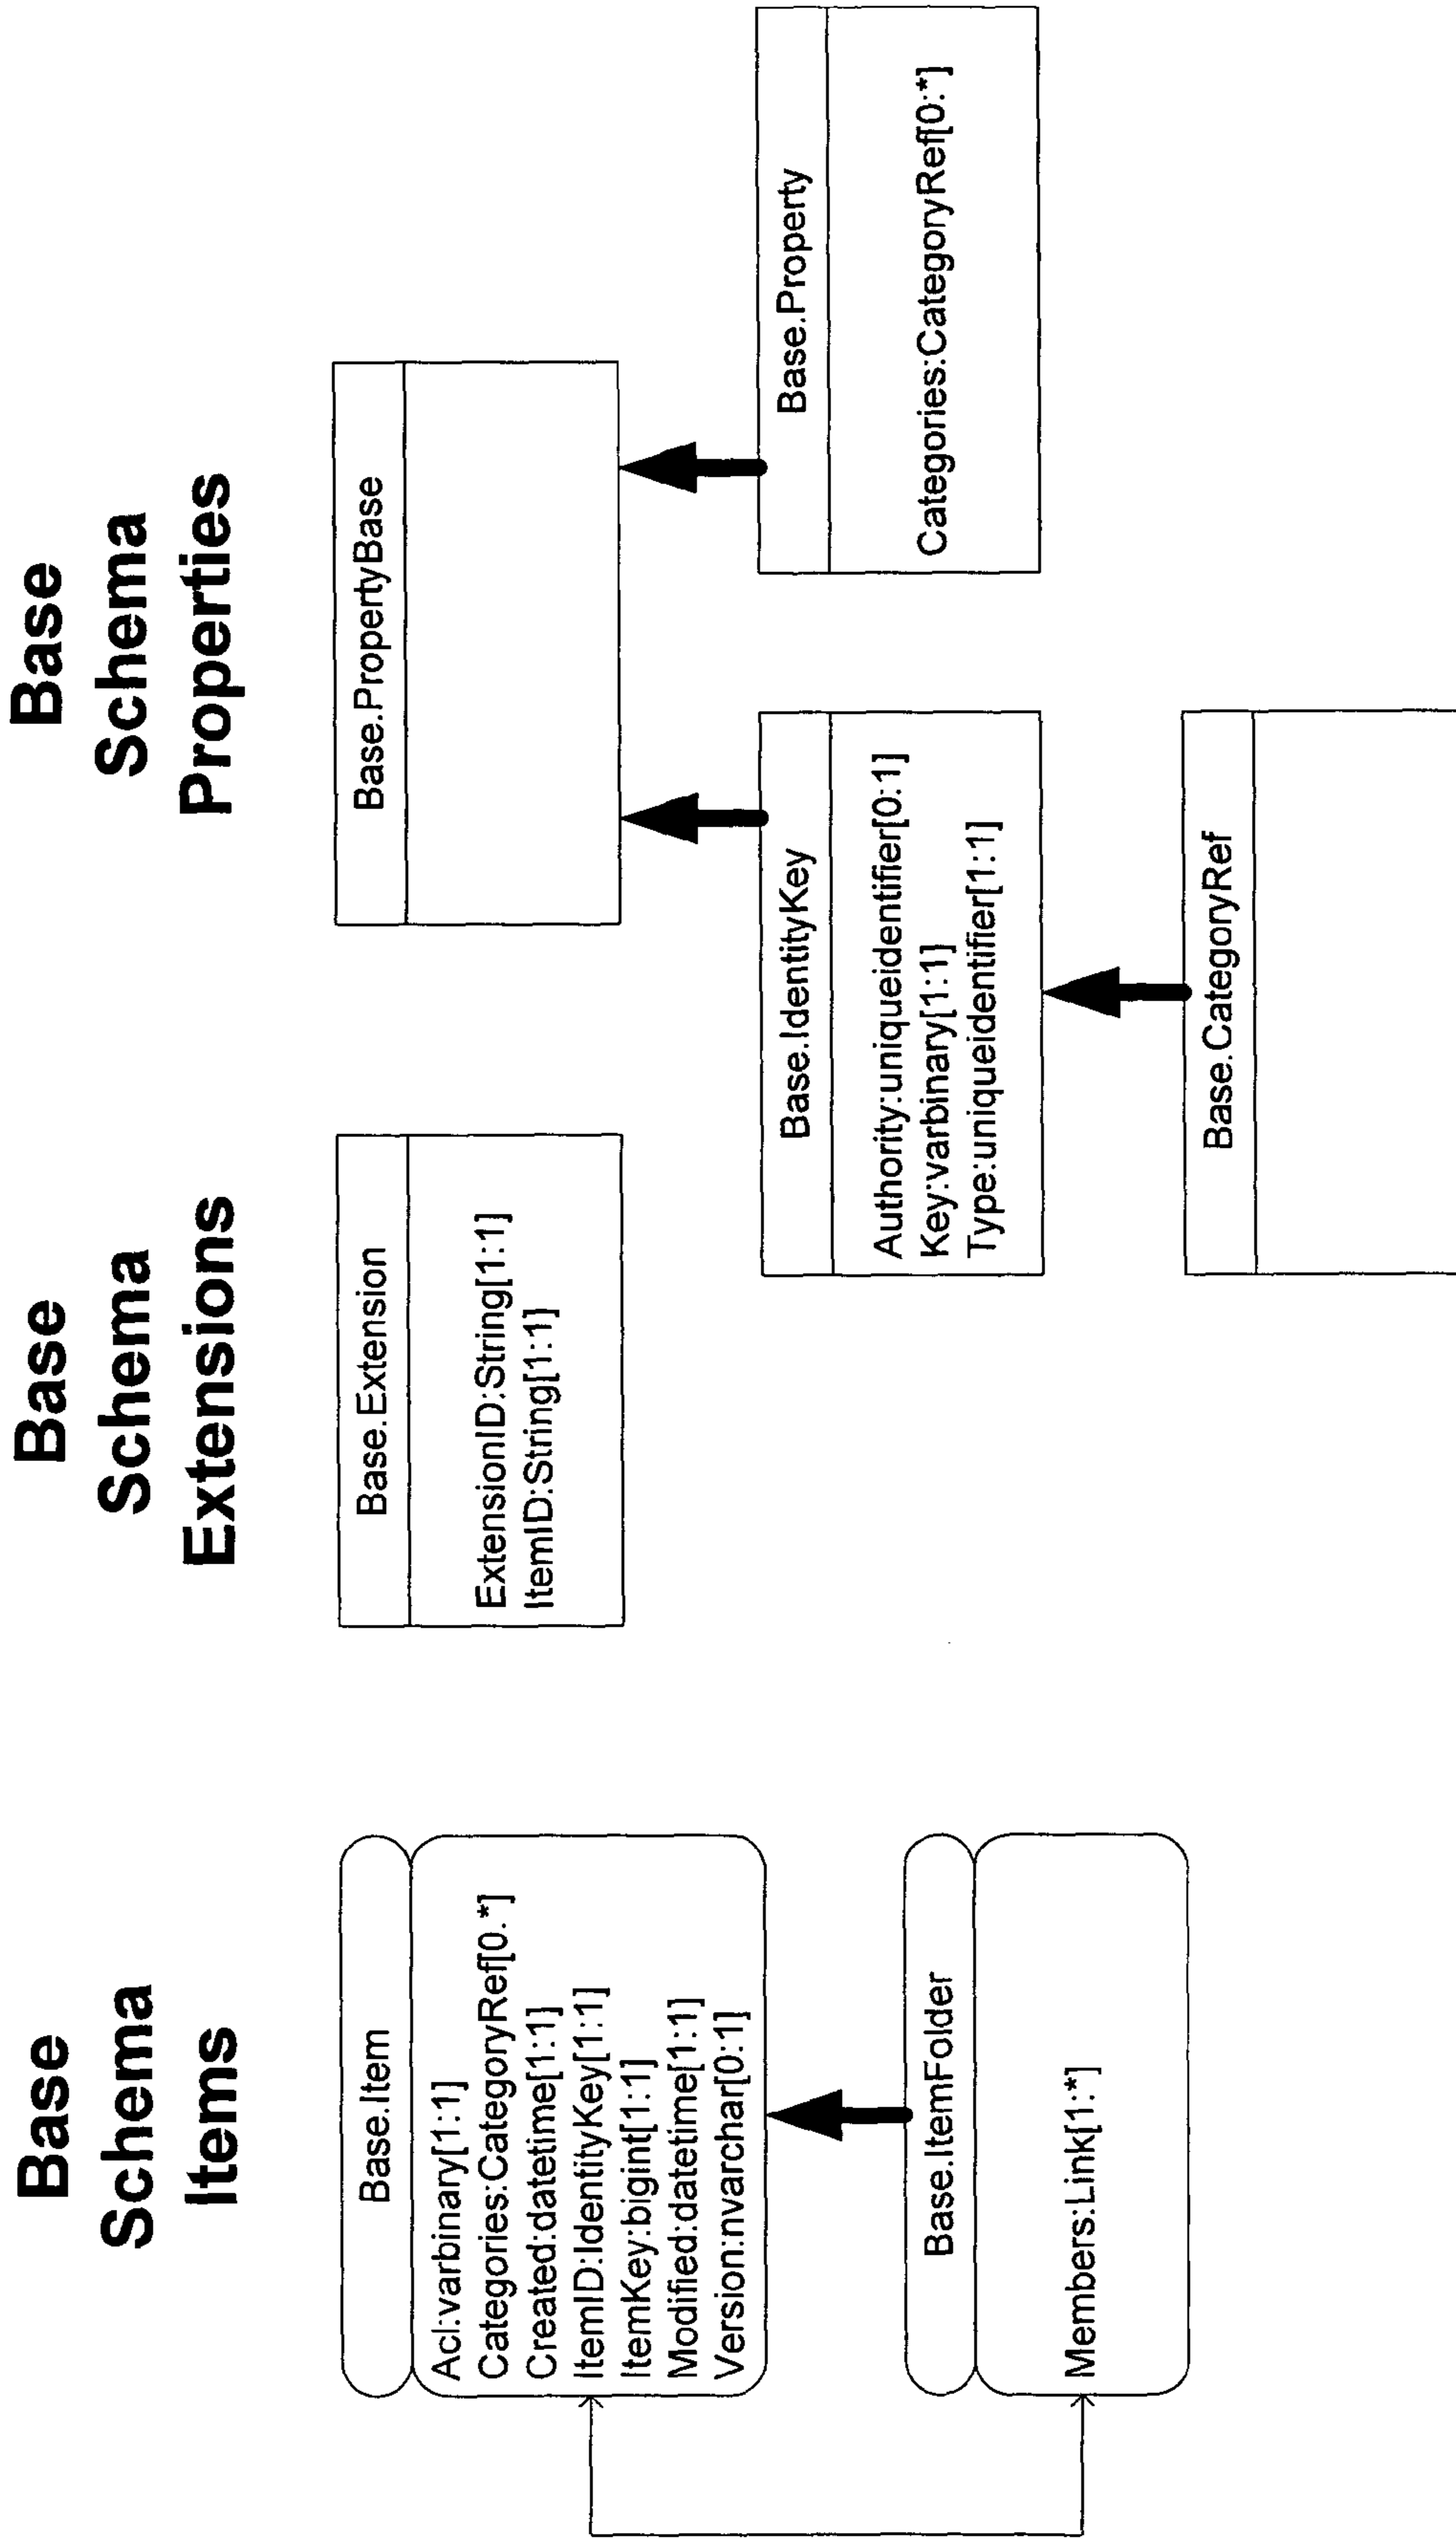 Base
Schema
Items
Base.Item
Acl:varbinary[1:1]
Categories:CategoryRef[0.*]
Created:datetime[1:1]
ItemID:IdentityKey[1:1]
ItemKey:bigint[1:1]
Modified:datetime[1:1]
Version:nvarchar[0:1]
Base.ItemFolder
Members:Link[1:*]
Base
Schema
Extensions
Base.Extension
ExtensionID:String[1:1]
ItemID:String[1:1]
Base
Schema
Properties
Base.PropertyBase
Base.IdentityKey
Authority:uniqueidentifier[0:1]
Key:varbinary[1:1]
Type:uniqueidentifier[1:1]
Base.Property
Categories:CategoryRef[0:*]
Base.CategoryRef